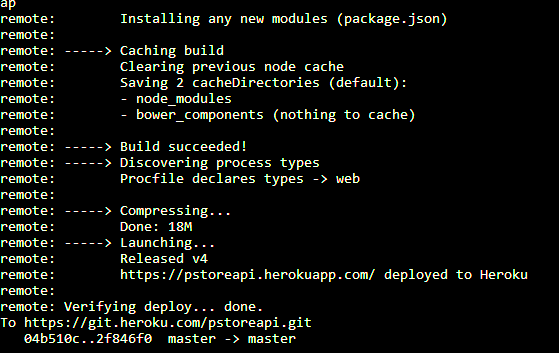 ap
remote:        Installing any new modules (package.json)
remote:
remote: -----> Caching build
remote:        Clearing previous node cache
remote:        Saving 2 cacheDirectories (default):
remote:        - node_modules
remote:        - bower_components (nothing to cache)
remote:
remote: -----> Build succeeded!
remote: -----> Discovering process types
remote:        Procfile declares types -> web
remote:
remote: -----> Compressing...
remote:        Done: 18M
remote: -----> Launching...
remote:        Released v4
remote:        https://pstoreapi.herokuapp.com/ deployed to Heroku
remote:
remote: Verifying deploy... done.
To https://git.heroku.com/pstoreapi.git
   04b510c..2f846f0  master -> master